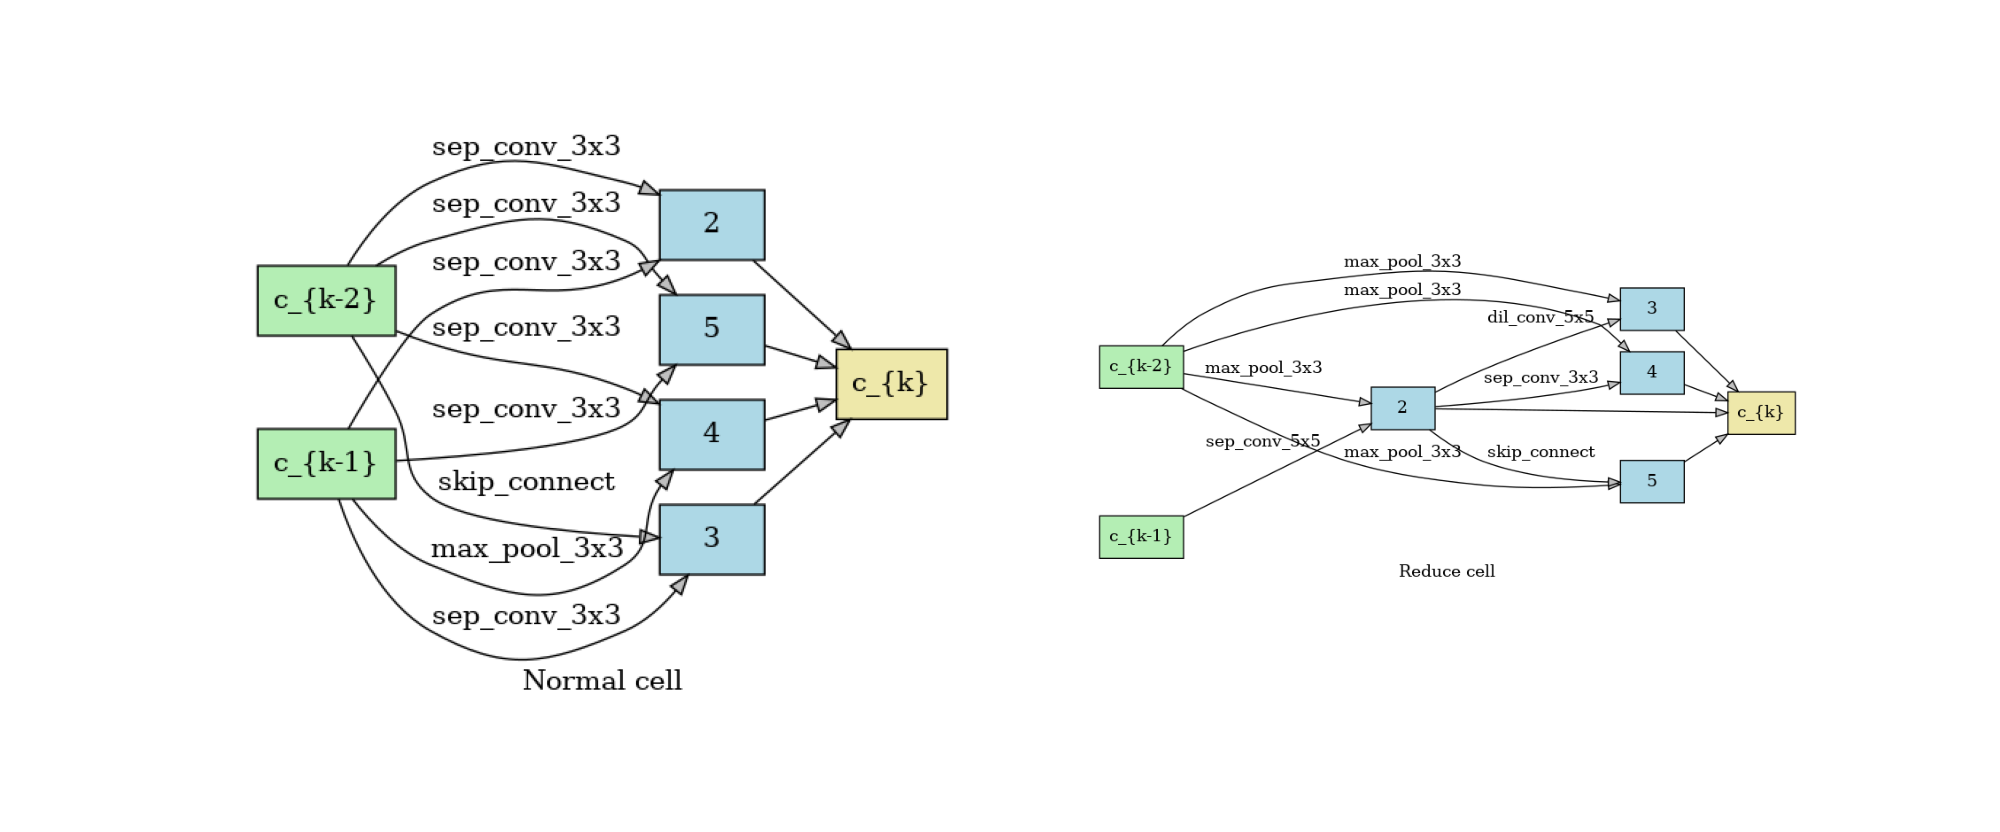 sep_conv_3x3
sep_conv_3x3
2
sep_conv_3x3
c_{k-2}
sep_conv_3x3
5
c_{k}
sep_conv_3x3
4
c_{k-1}
skip_connect
3
max_pool_3x3
sep_conv_3x3
Normal cell
max_pool_3x3
max_pool_3x3
3
dil_conv_5x5
c_{k-2}
max_pool_3x3
sep_conv_3x3
4
2
c_{k}
sep_conv_5x5
max_pool_3x3
skip_connect
5
c_{k-1}
Reduce cell